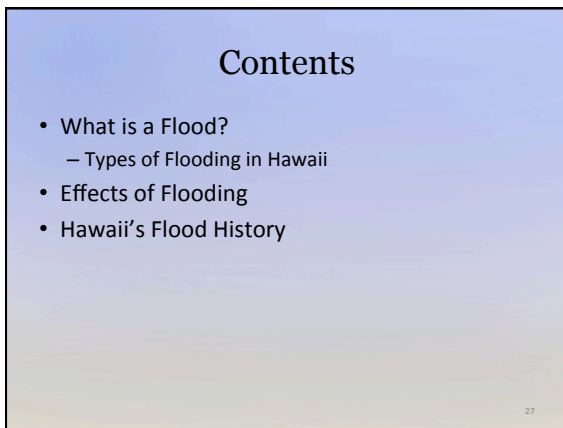 Contents
• What is a Flood?
– Types of Flooding in Hawaii
• Effects of Flooding
• Hawaii’s Flood History
27